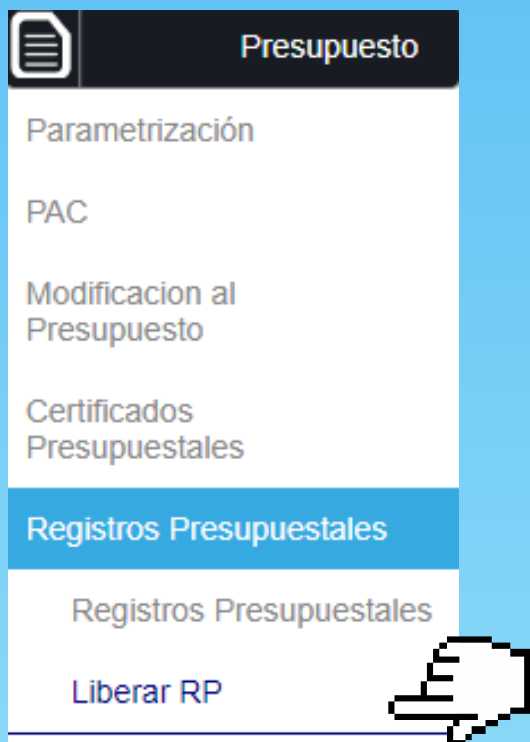 Presupuesto
Parametrización
PAC
Modificacion al
Presupuesto
Certificados
Presupuestales
Registros Presupuestales
Registros Presupuestales
Liberar RP